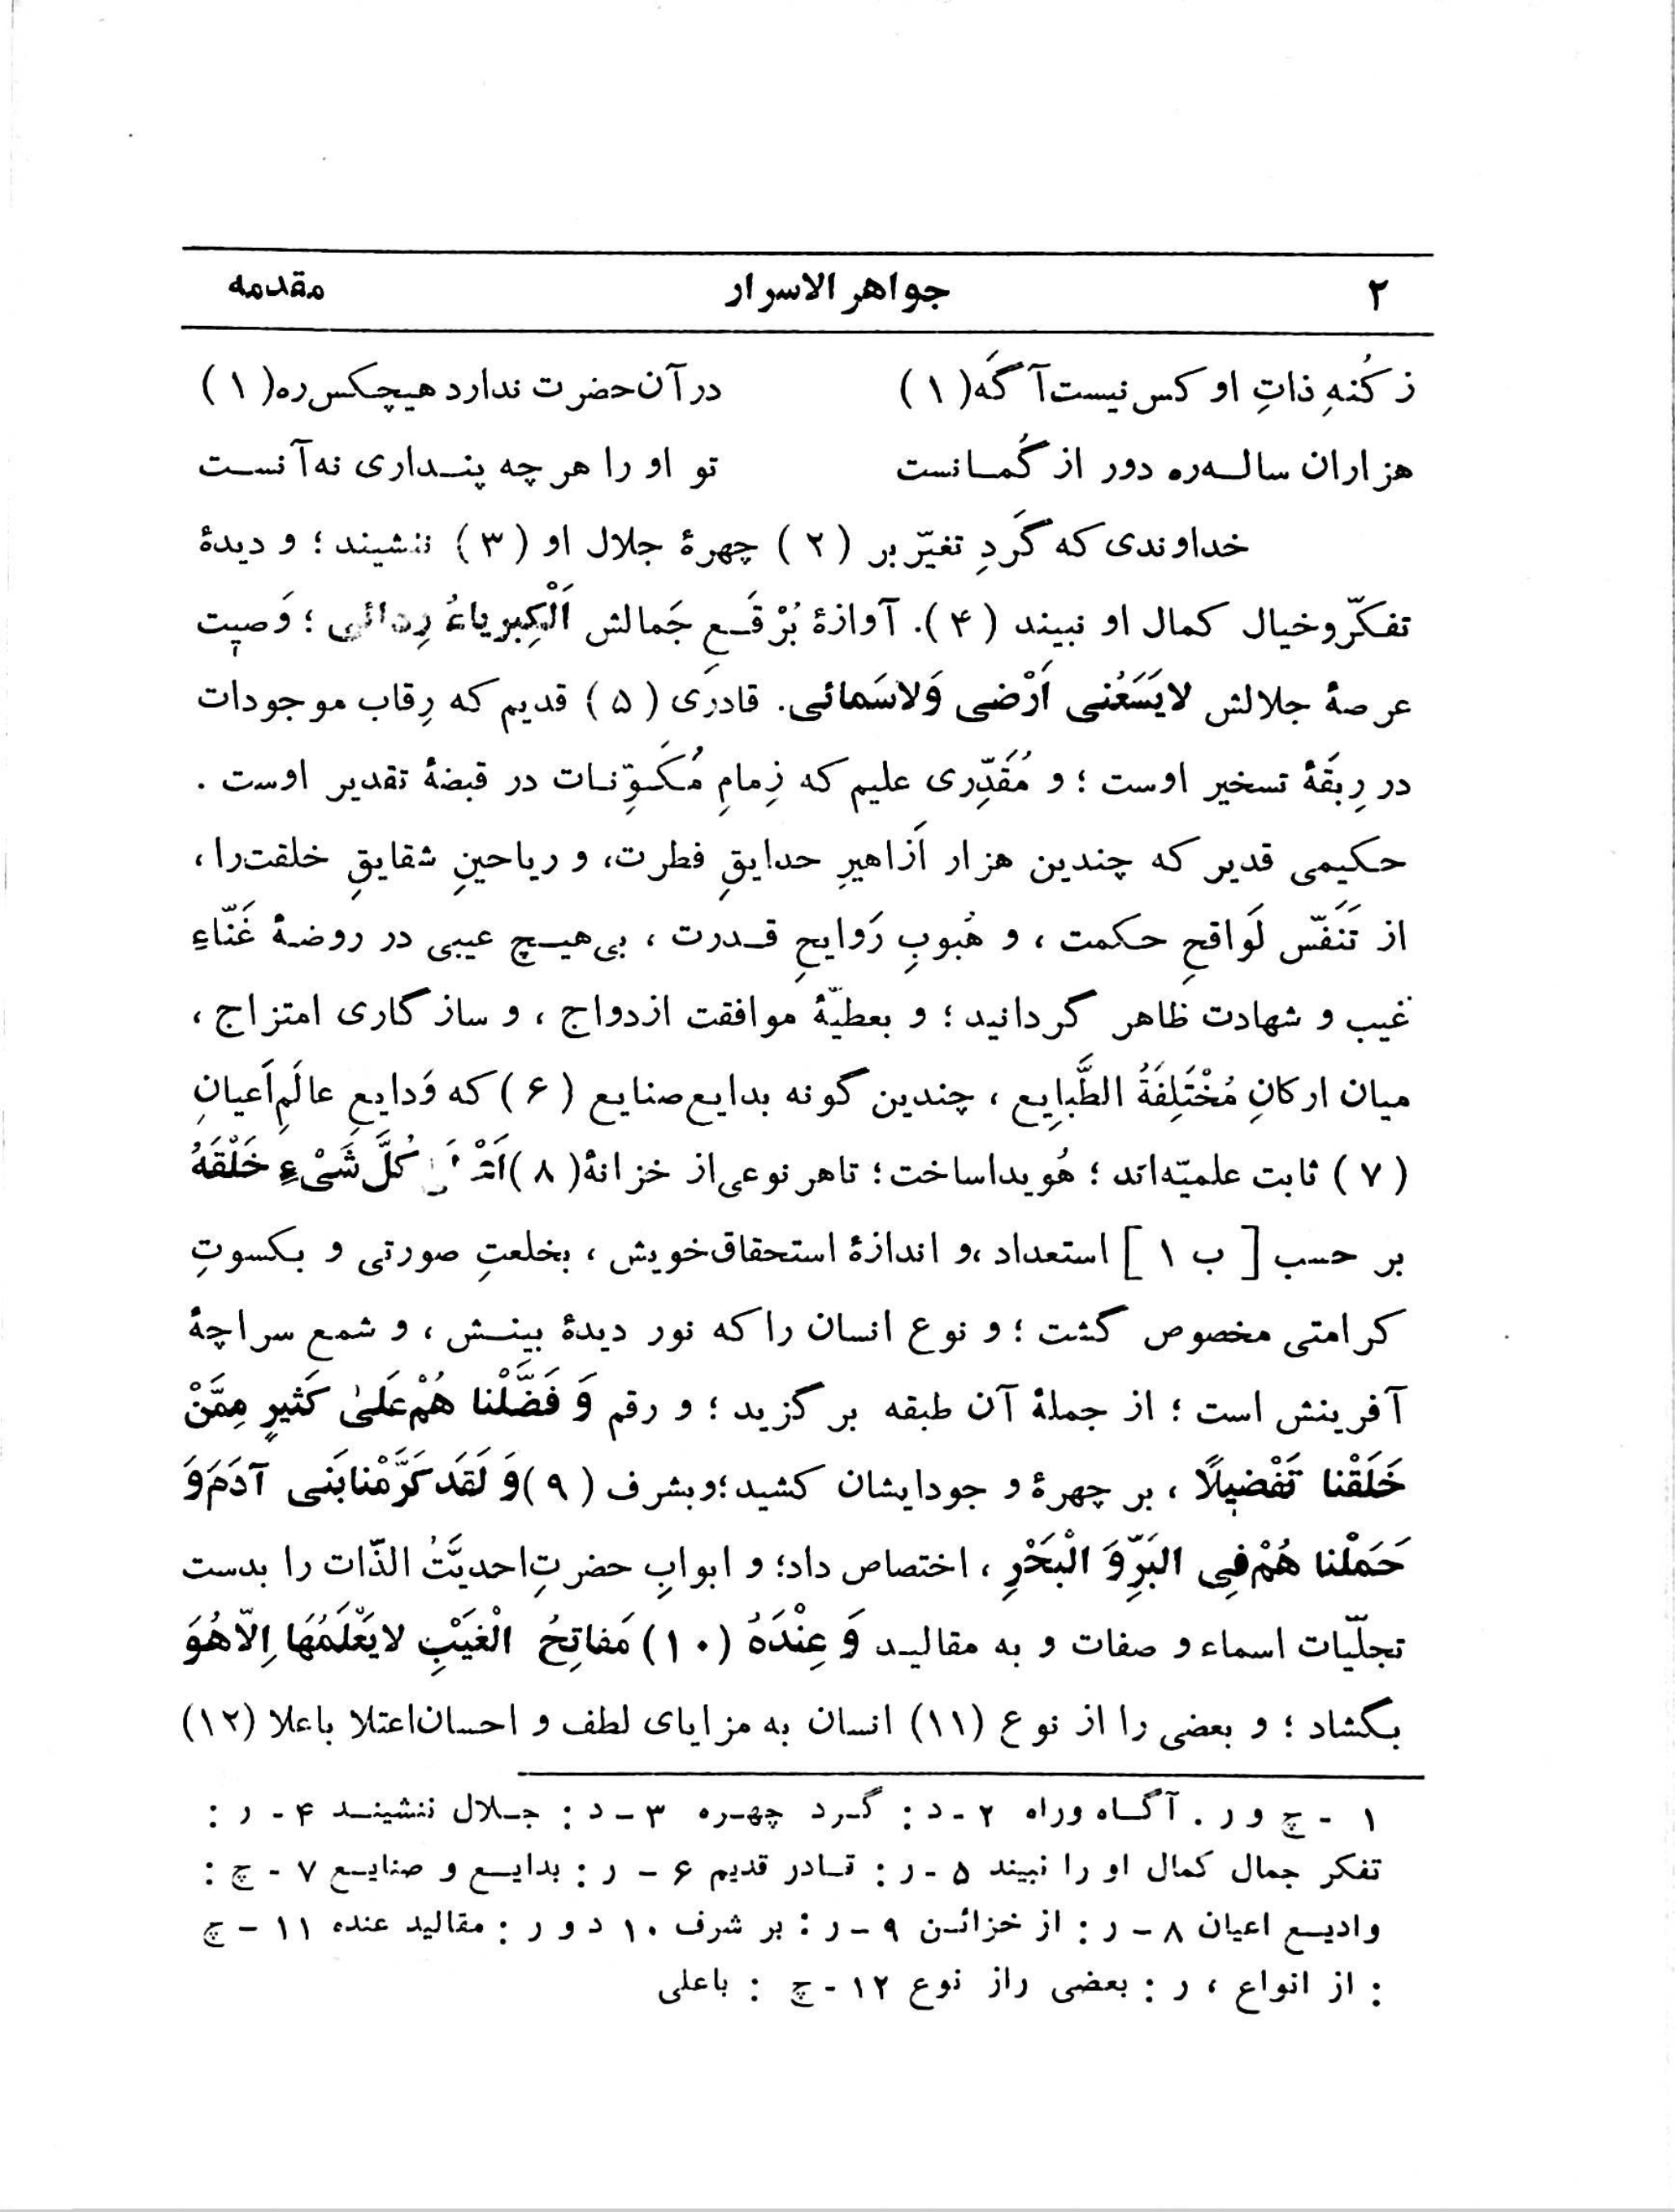 ۲ جواهر الاسرار مقدمه
ز کُنهِ ذاتِ او کس نیست آگَه(۱) در آن حضرت ندارد هیچکس ره(۱)
هزاران ساله ره دور از گُمانست تو او را هر چه پنداری نه آنست
خداوندی که گَردِ تغیّر بر (۲) چهرهٔ جلال او (۳) ننشیند ؛ و دیدهٔ
تفکّر و خیال کمال او نبیند (۴). آوازهٔ بُرْقَعِ جَمالش اَلْکِبریاءُ رِدائی ؛ وَصیت
عرصهٔ جلالش لایَسَعُنی اَرْضی وَلاسَمائی. قادری (۵) قدیم که رِقاب موجودات
در رِبقَهٔ تسخیر اوست ؛ و مُقَدِّری علیم که زِمامِ مُکَوِّنات در قبضهٔ تقدیر اوست .
حکیمی قدیر که چندین هزار اَزاهیرِ حدایقِ فطرت، و ریاحینِ شقایقِ خلقت‌را ،
از تَنَفّس لَواقحِ حکمت ، و هُبوبِ رَوایحِ قدرت ، بی‌هیچ عیبی در روضهٔ غَنّاءِ
غیب و شهادت ظاهر گردانید ؛ و بعطیّهٔ موافقت ازدواج ، و سازگاری امتزاج ،
میان ارکانِ مُخْتَلِفَةُ الطَّبایِع ، چندین گونه بدایع صنایع (۶) که وَدایعِ عالَمِ اَعیانِ
(۷) ثابت علمیّه‌اند ؛ هُویدا ساخت ؛ تا هر نوعی از خزانهٔ (۸) کُلَّ شَیْءٍ خَلْقَهُ
بر حسب [ ب ۱ ] استعداد ،و اندازهٔ استحقاق خویش ، بخلعتِ صورتی و بکسوتِ
کرامتی مخصوص گشت ؛ و نوع انسان را که نور دیدهٔ بینش ، و شمع سراچهٔ
آفرینش است ؛ از جملهٔ آن طبقه بر گزید ؛ و رقم وَ فَضَّلْنا هُمْ عَلیٰ کَثیرٍ مِمَّنْ
خَلَقْنا تَفْضیلًا ، بر چهرهٔ وجود ایشان کشید؛ و بشرف (۹) وَ لَقَد کَرَّمْنا بَنی آدَمَ وَ
حَمَلْنا هُمْ فِی البَرِّ وَ الْبَحْرِ ، اختصاص داد؛ و ابوابِ حضرتِ احدیَّتُ الذّات را بدست
تجلّیات اسماء و صفات و به مقالید وَ عِنْدَهُ (۱۰) مَفاتِحُ الْغَیْبِ لایَعْلَمُهَا اِلّا هُوَ
بگشاد ؛ و بعضی را از نوع (۱۱) انسان به مزایای لطف و احسان اعتلا باعلا (۱۲)
۱ - چ و ر . آگاه وراه ۲ - د : گرد چهره ۳ - د : جلال ننشیند ۴ - ر :
تفکر جمال کمال او را نبیند ۵ - ر : قادر قدیم ۶ - ر : بدایع و صنایع ۷ - چ :
وادیع اعیان ۸ - ر : از خزائن ۹ - ر : بر شرف ۱۰ د و ر : مقالید عنده ۱۱ - چ
: از انواع ، ر : بعضی راز نوع ۱۲ - چ : باعلی